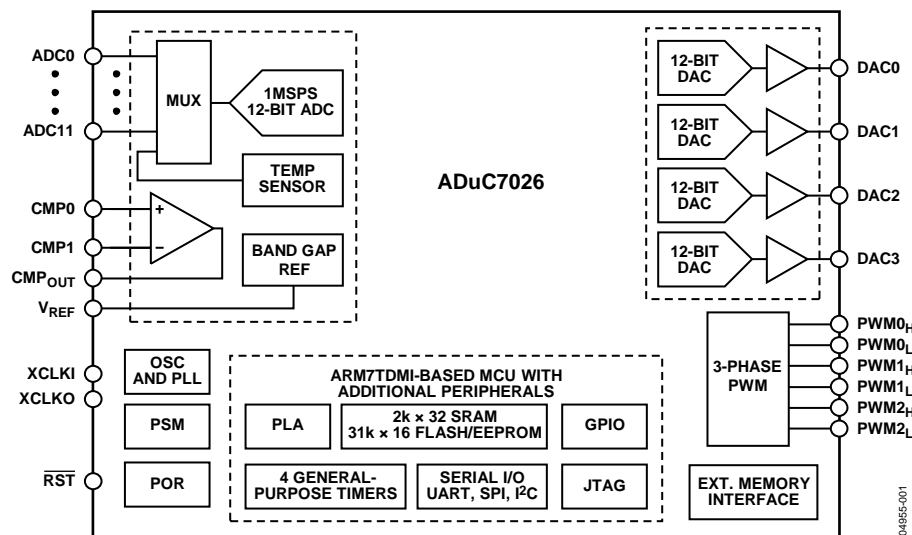 ADC0
ADC11
MUX
1MSPS
12-BIT ADC
TEMP
SENSOR
CMP0
+
CMP1
−
CMPOUT
BAND GAP
REF
VREF
ADuC7026
12-BIT
DAC
DAC0
12-BIT
DAC
DAC1
12-BIT
DAC
DAC2
12-BIT
DAC
DAC3
3-PHASE
PWM
PWM0H
PWM0L
PWM1H
PWM1L
PWM2H
PWM2L
XCLKI
XCLKO
OSC
AND PLL
PSM
RST
POR
ARM7TDMI-BASED MCU WITH
ADDITIONAL PERIPHERALS
PLA
2k × 32 SRAM
31k × 16 FLASH/EEPROM
GPIO
4 GENERAL-
PURPOSE TIMERS
SERIAL I/O
UART, SPI, I2C
JTAG
EXT. MEMORY
INTERFACE
04955-001